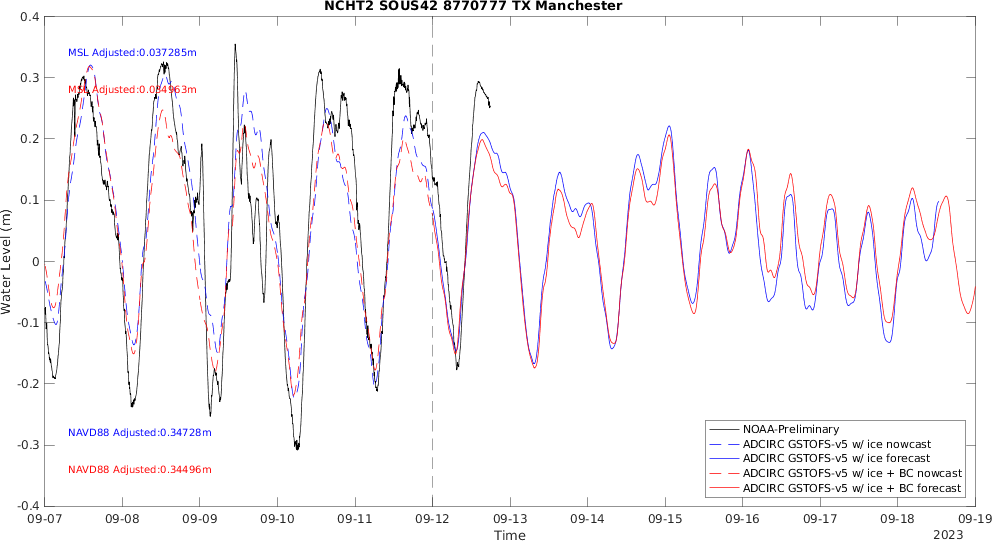 NCHT2 SOUS42 8770777 TX Manchester
0.4
0.3
0.2
0.1
0
-0.1
-0.2
-0.3
-0.4
Water Level (m)
MSL Adjusted:0.037285m
MSL Adjusted:0.034963m
NAVD88 Adjusted:0.34728m
NAVD88 Adjusted:0.34496m
NOAA-Preliminary
ADCIRC GSTOFS-v5 w/ ice nowcast
ADCIRC GSTOFS-v5 w/ ice forecast
ADCIRC GSTOFS-v5 w/ ice + BC nowcast
ADCIRC GSTOFS-v5 w/ ice + BC forecast
09-07 09-08 09-09 09-10 09-11 09-12 09-13 09-14 09-15 09-16 09-17 09-18 09-19
Time
2023